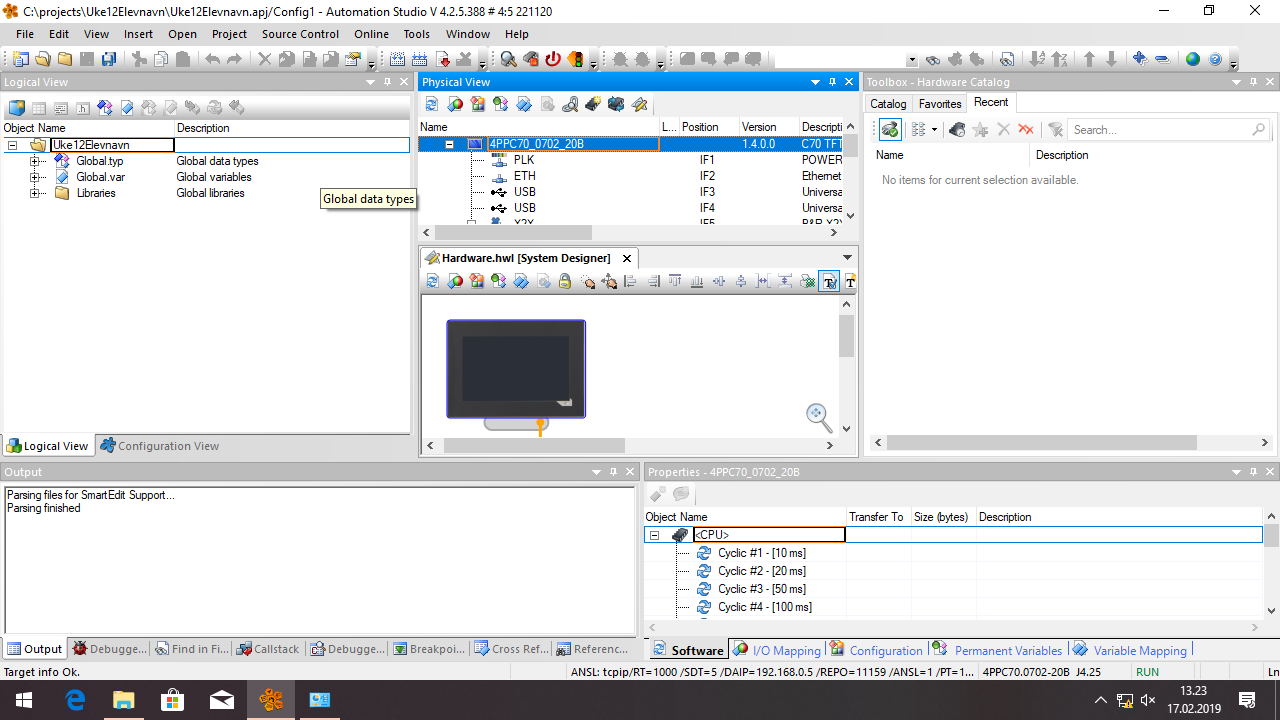 C:\projects\Uke12Elevnavn\Uke12Elevnavn.apj/Config1 - Automation Studio V 4.2.5.388 # 4:5 221120
File Edit View Insert Open Project Source Control Online Tools Window Help
Logical View
Object Name Description
Uke12Elevnavn
Global.typ Global data types
Global.var Global variables
Libraries Global libraries
Global data types
Logical View Configuration View
Physical View
Name L... Position Version Descripti
4PPC70_0702_20B 1.4.0.0 C70 TFT
PLK IF1 POWER
ETH IF2 Ethernet
USB IF3 Universa
USB IF4 Universa
X2X IF5 B&R X2X
Hardware.hwl [System Designer]
Toolbox - Hardware Catalog
Catalog Favorites Recent
Search...
Name Description
No items for current selection available.
Output
Parsing files for SmartEdit Support...
Parsing finished
Output Debugge... Find in Fi... Callstack Debugge... Breakpoi... Cross Ref... Referenc...
Properties - 4PPC70_0702_20B
Object Name Transfer To Size (bytes) Description
<CPU>
Cyclic #1 - [10 ms]
Cyclic #2 - [20 ms]
Cyclic #3 - [50 ms]
Cyclic #4 - [100 ms]
Software I/O Mapping Configuration Permanent Variables Variable Mapping
Target info Ok. ANSL: tcpip/RT=1000 /SDT=5 /DAIP=192.168.0.5 /REPO=11159 /ANSL=1 /PT=1... 4PPC70.0702-20B J4.25 RUN Ln
13.23
17.02.2019